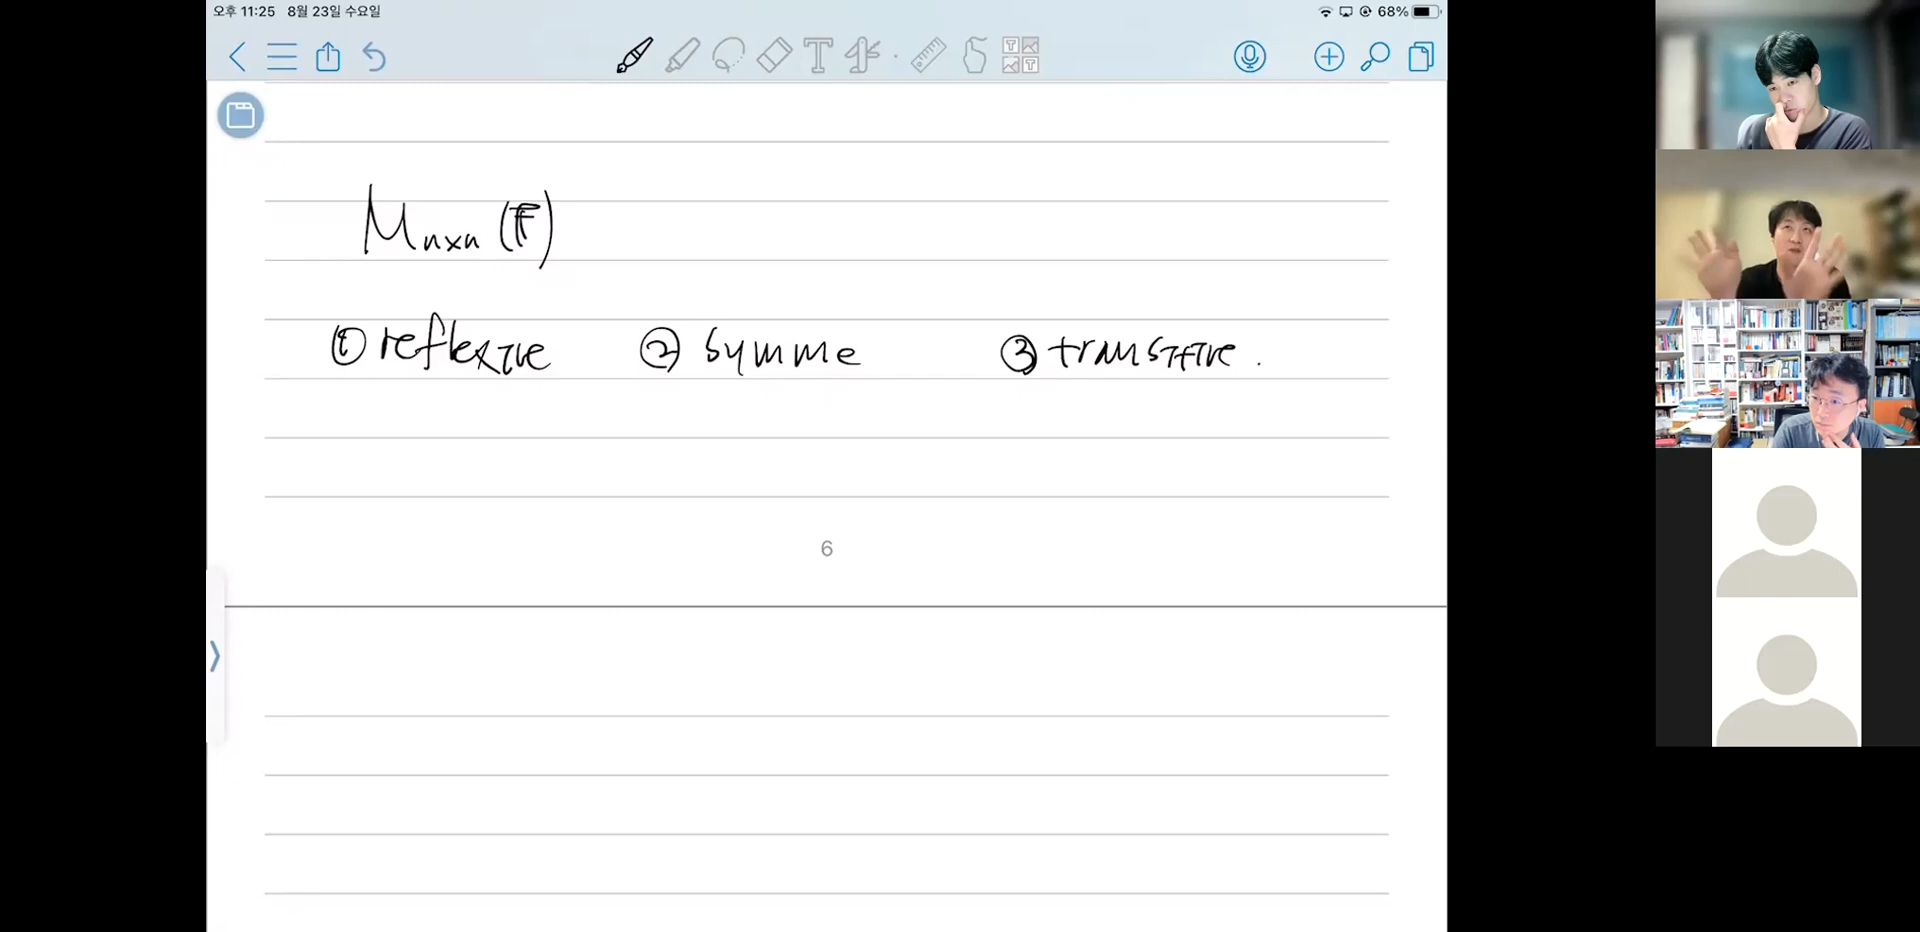 오후 11:25 8월 23일 수요일
68%
M_{n×n} (F)
① reflexive ② symme ③ transitive .
6